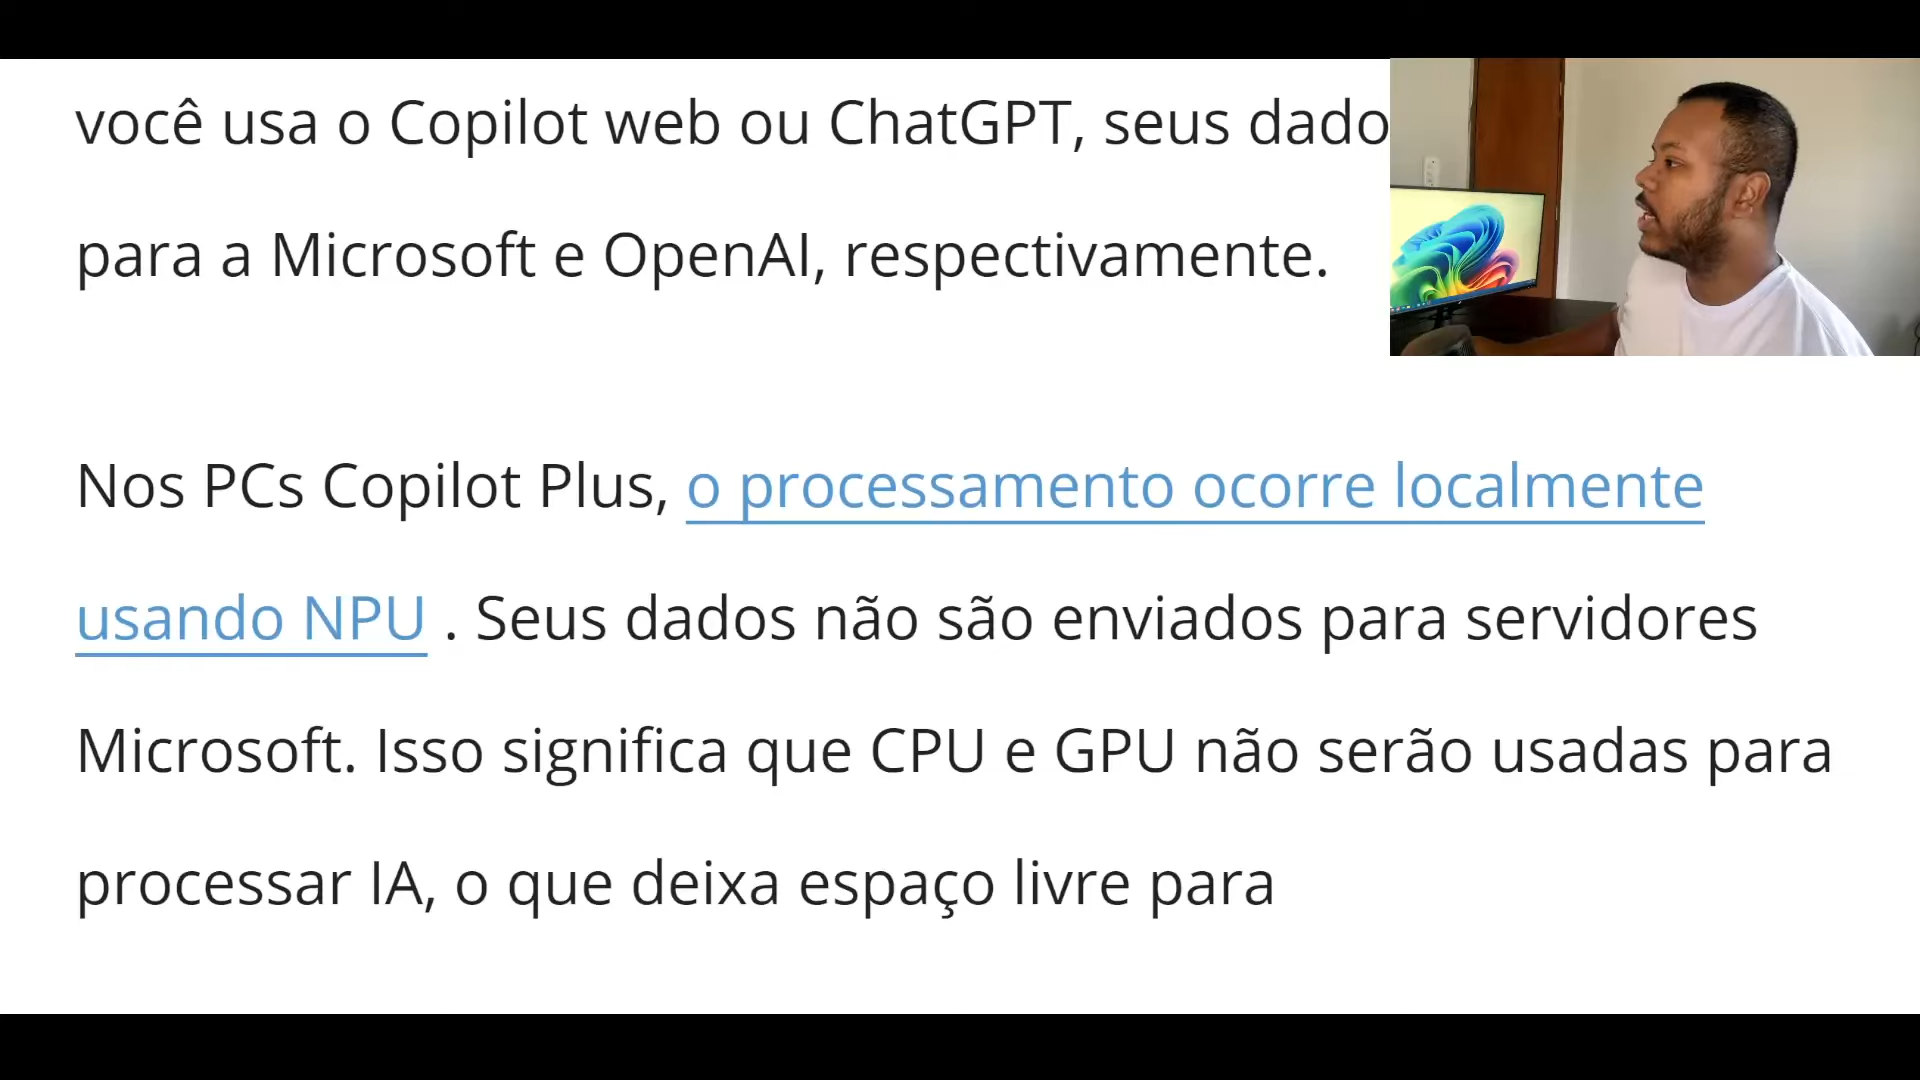 você usa o Copilot web ou ChatGPT, seus dado
para a Microsoft e OpenAI, respectivamente.
Nos PCs Copilot Plus, o processamento ocorre localmente
usando NPU . Seus dados não são enviados para servidores
Microsoft. Isso significa que CPU e GPU não serão usadas para
processar IA, o que deixa espaço livre para